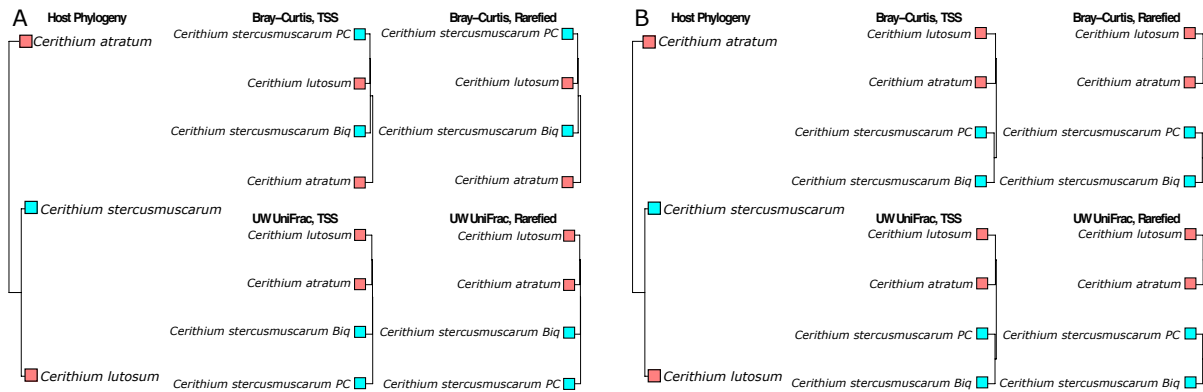 A
Host Phylogeny
Cerithium atratum
Cerithium stercusmuscarum
Cerithium lutosum
Bray–Curtis, TSS
Cerithium stercusmuscarum PC
Cerithium lutosum
Cerithium stercusmuscarum Biq
Cerithium atratum
Bray–Curtis, Rarefied
Cerithium stercusmuscarum PC
Cerithium lutosum
Cerithium stercusmuscarum Biq
Cerithium atratum
UW UniFrac, TSS
Cerithium lutosum
Cerithium atratum
Cerithium stercusmuscarum Biq
Cerithium stercusmuscarum PC
UW UniFrac, Rarefied
Cerithium lutosum
Cerithium atratum
Cerithium stercusmuscarum Biq
Cerithium stercusmuscarum PC
B
Host Phylogeny
Cerithium atratum
Cerithium stercusmuscarum
Cerithium lutosum
Bray–Curtis, TSS
Cerithium lutosum
Cerithium atratum
Cerithium stercusmuscarum PC
Cerithium stercusmuscarum Biq
Bray–Curtis, Rarefied
Cerithium lutosum
Cerithium atratum
Cerithium stercusmuscarum PC
Cerithium stercusmuscarum Biq
UW UniFrac, TSS
Cerithium lutosum
Cerithium atratum
Cerithium stercusmuscarum PC
Cerithium stercusmuscarum Biq
UW UniFrac, Rarefied
Cerithium lutosum
Cerithium atratum
Cerithium stercusmuscarum PC
Cerithium stercusmuscarum Biq